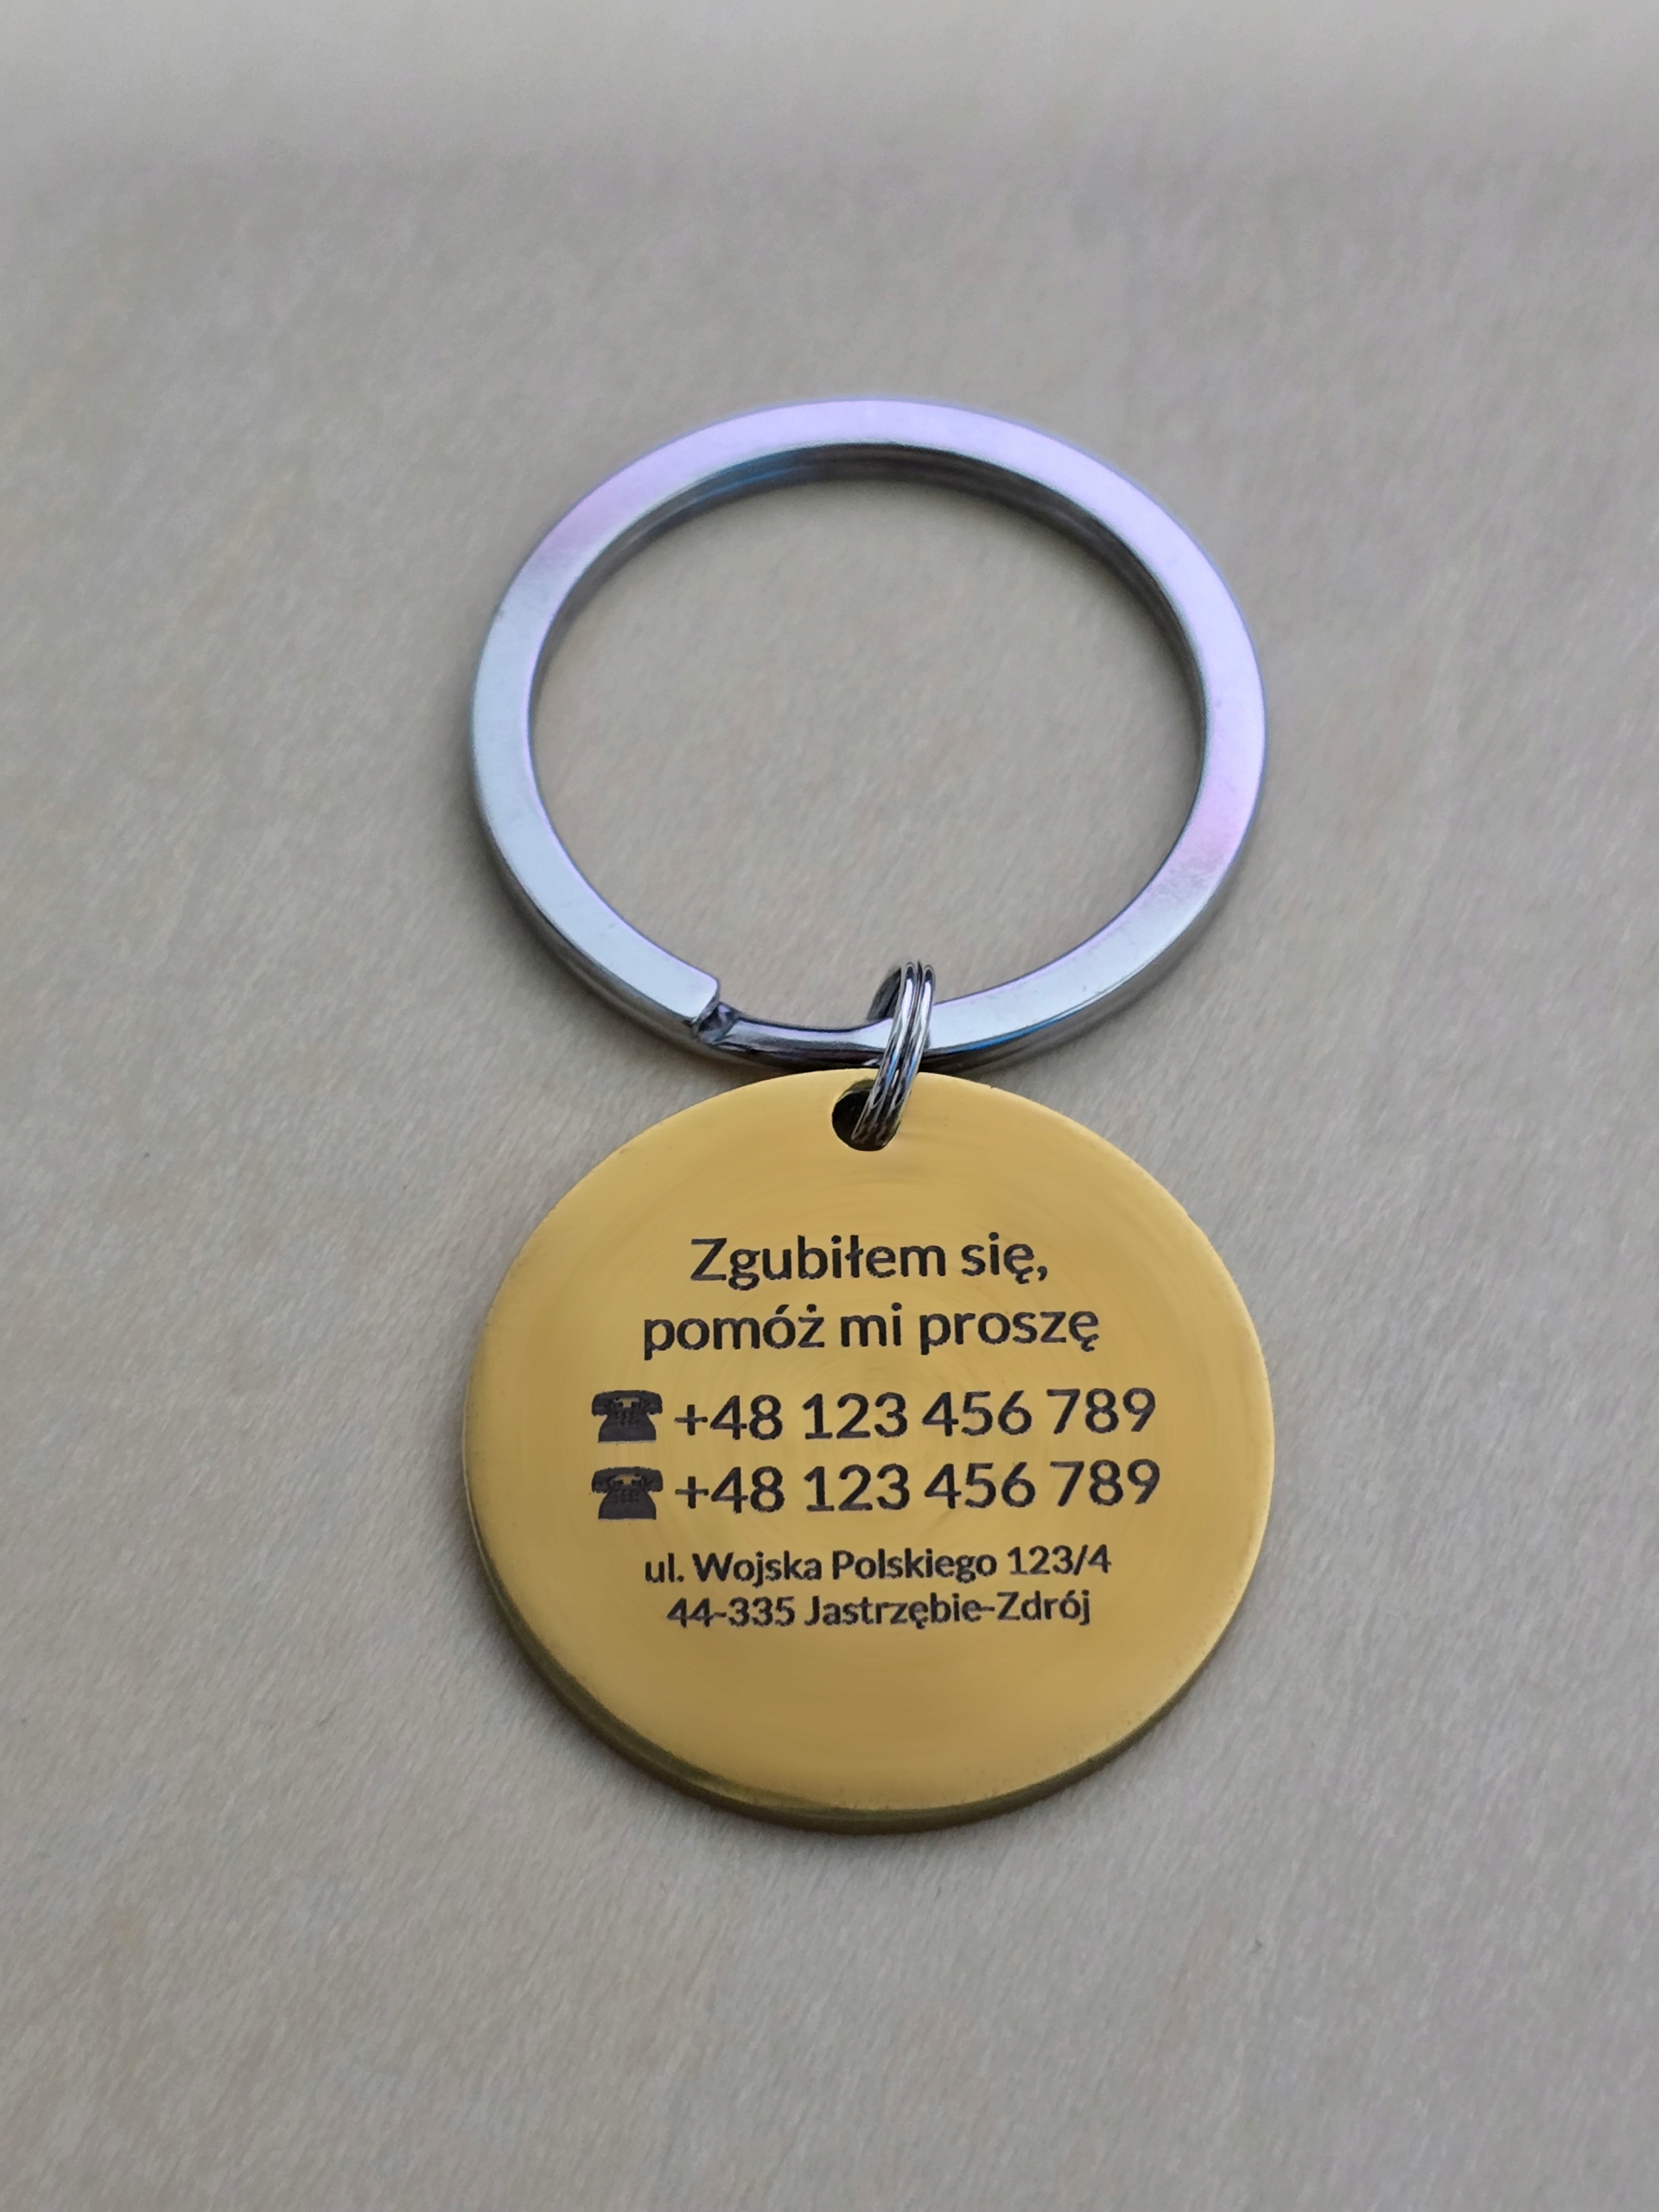 Zgubiłem się,
pomóż mi proszę
☎ +48 123 456 789
☎ +48 123 456 789
ul. Wojska Polskiego 123/4
44-335 Jastrzębie-Zdrój